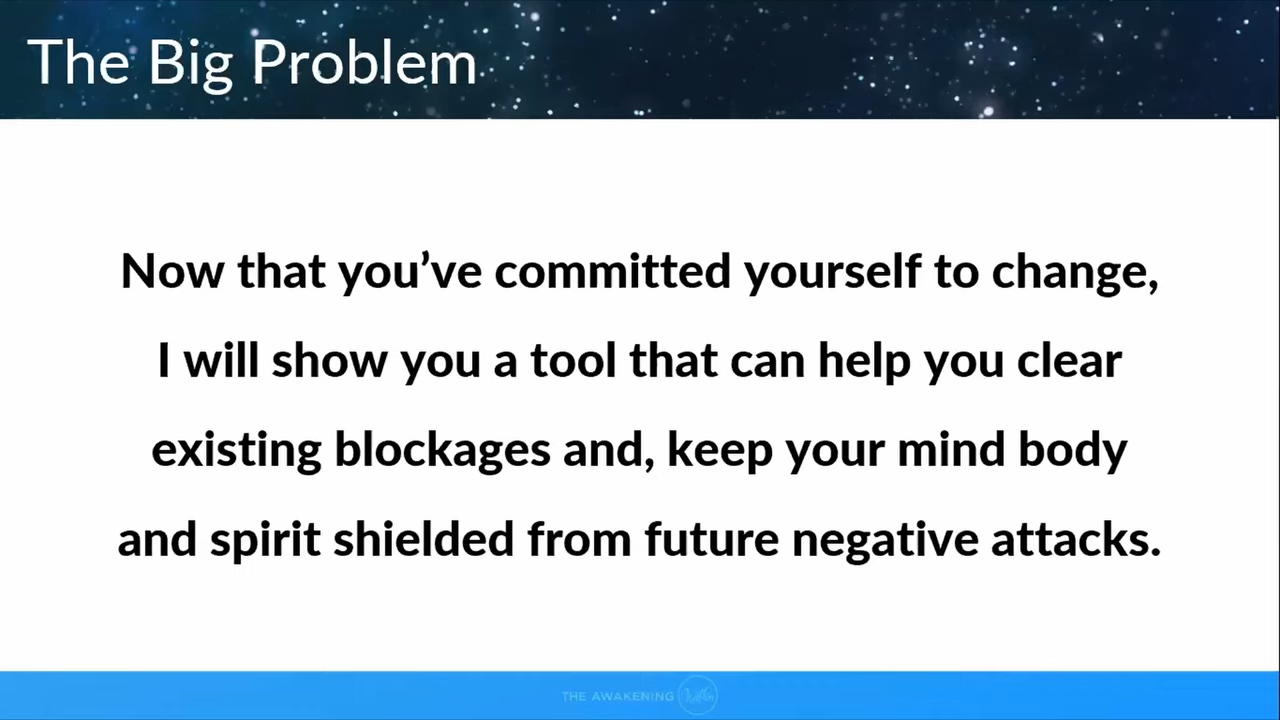 The Big Problem
Now that you’ve committed yourself to change,
I will show you a tool that can help you clear
existing blockages and, keep your mind body
and spirit shielded from future negative attacks.
THE AWAKENING